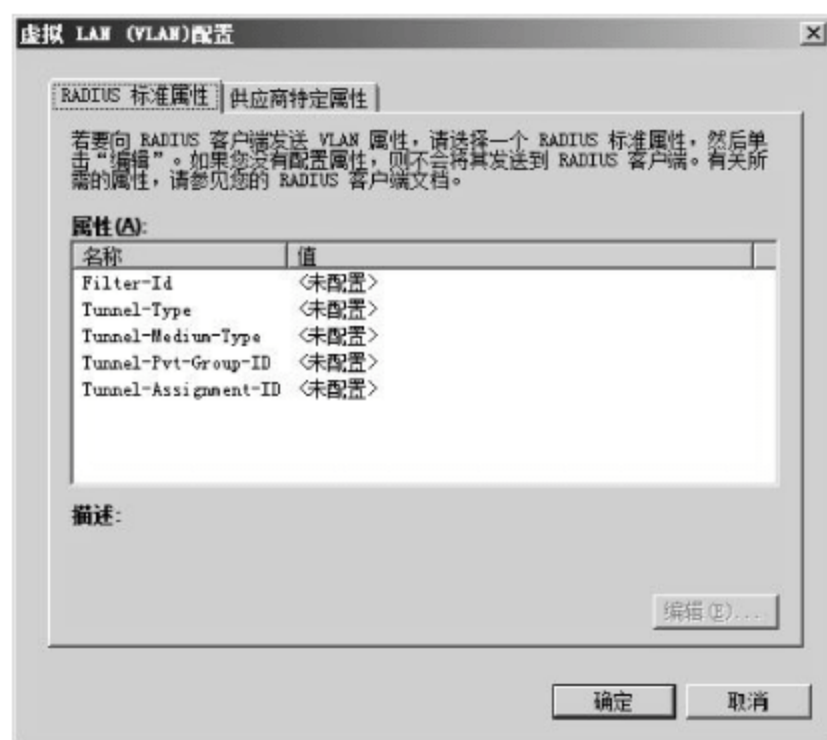 虚拟 LAN (VLAN)配置
RADIUS 标准属性 供应商特定属性
若要向 RADIUS 客户端发送 VLAN 属性，请选择一个 RADIUS 标准属性，然后单
击“编辑”。如果您没有配置属性，则不会将其发送到 RADIUS 客户端。有关所
需的属性，请参见您的 RADIUS 客户端文档。
属性(A):
名称 值
Filter-Id <未配置>
Tunnel-Type <未配置>
Tunnel-Medium-Type <未配置>
Tunnel-Pvt-Group-ID <未配置>
Tunnel-Assignment-ID <未配置>
描述:
编辑(E)...
确定 取消